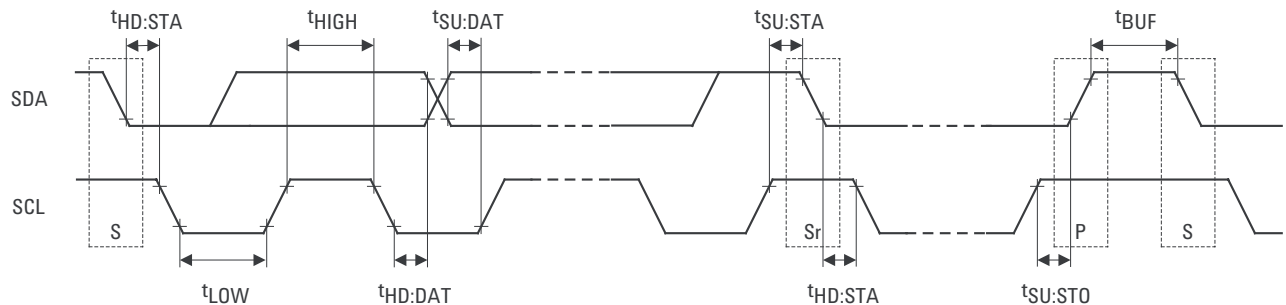 tHD:STA tHIGH tSU:DAT tSU:STA tBUF
SDA
SCL
S Sr P S
tLOW tHD:DAT tHD:STA tSU:STO